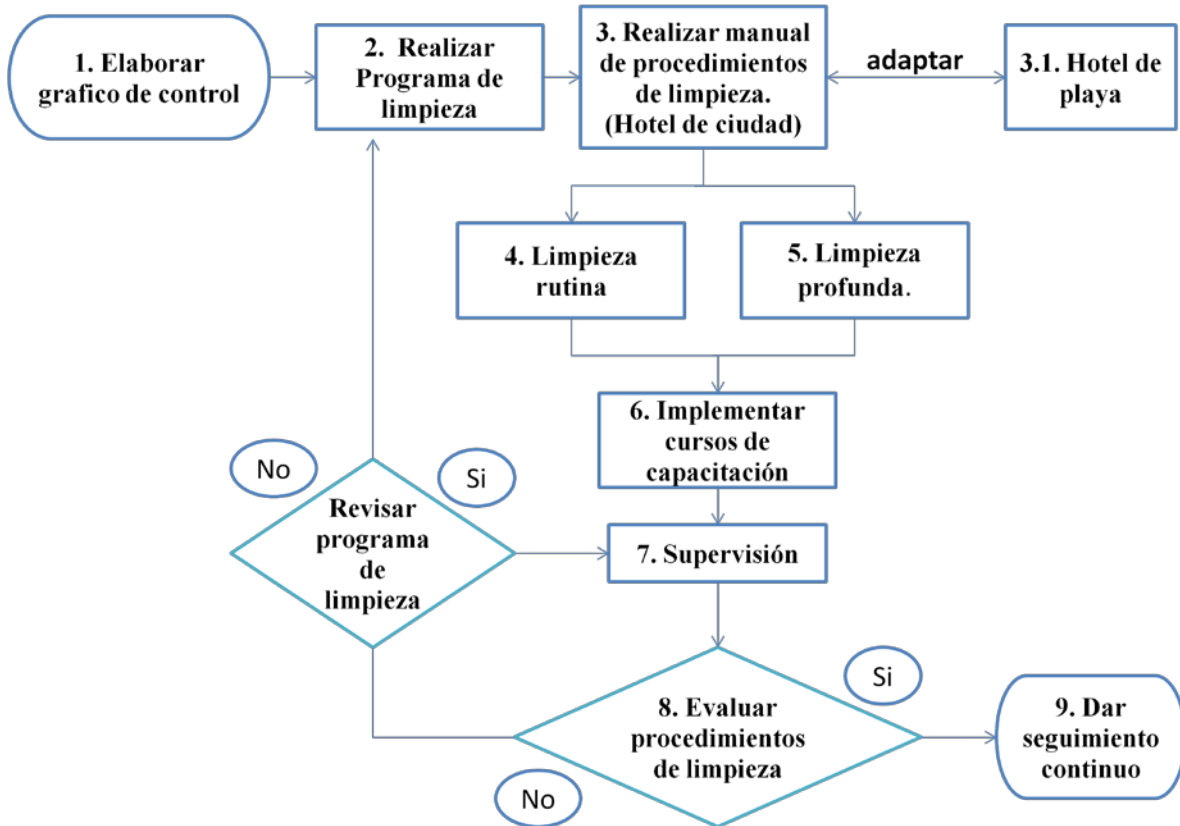 1. Elaborar
grafico de control
2. Realizar
Programa de
limpieza
3. Realizar manual
de procedimientos
de limpieza.
(Hotel de ciudad)
adaptar
3.1. Hotel de
playa
4. Limpieza
rutina
5. Limpieza
profunda.
6. Implementar
cursos de
capacitación
No
Si
Revisar
programa
de
limpieza
7. Supervisión
Si
8. Evaluar
procedimientos
de limpieza
9. Dar
seguimiento
continuo
No